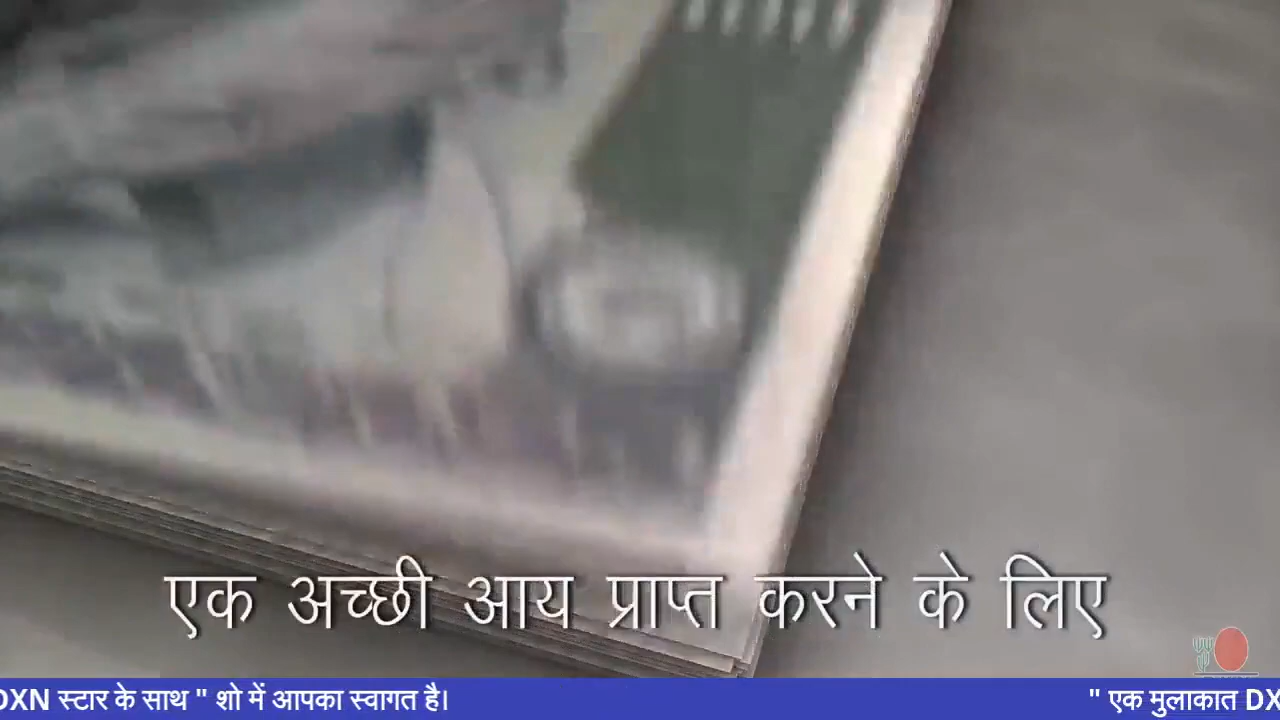 एक अच्छी आय प्राप्त करने के लिए
DXN स्टार के साथ " शो में आपका स्वागत है। " एक मुलाकात DX